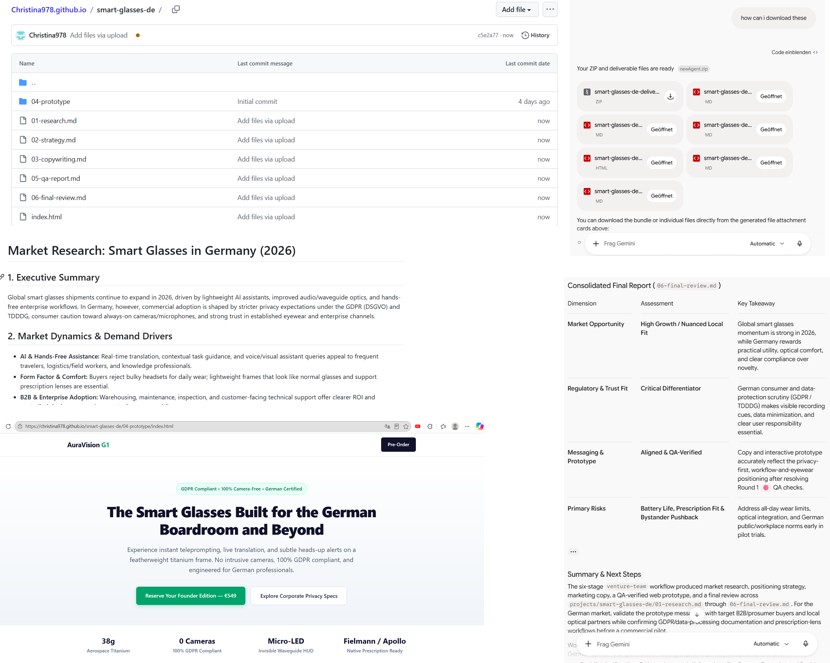 Christina978.github.io / smart-glasses-de /
Add file
Christina978 Add files via upload
c5e2a77 · now History
Name Last commit message Last commit date
..
04-prototype Initial commit 4 days ago
01-research.md Add files via upload now
02-strategy.md Add files via upload now
03-copywriting.md Add files via upload now
05-qa-report.md Add files via upload now
06-final-review.md Add files via upload now
index.html Add files via upload now
Market Research: Smart Glasses in Germany (2026)
1. Executive Summary
Global smart glasses shipments continue to expand in 2026, driven by lightweight AI assistants, improved audio/waveguide optics, and hands-
free enterprise workflows. In Germany, however, commercial adoption is shaped by stricter privacy expectations under the GDPR (DSGVO) and
TDDDG, consumer caution toward always-on cameras/microphones, and strong trust in established eyewear and enterprise channels.
2. Market Dynamics & Demand Drivers
• AI & Hands-Free Assistance: Real-time translation, contextual task guidance, and voice/visual assistant queries appeal to frequent
travelers, logistics/field workers, and knowledge professionals.
• Form Factor & Comfort: Buyers reject bulky headsets for daily wear; lightweight frames that look like normal glasses and support
prescription lenses are essential.
• B2B & Enterprise Adoption: Warehousing, maintenance, inspection, and customer-facing technical support offer clearer ROI and
https://christina978.github.io/smart-glasses-de/04-prototype/index.html
AuraVision G1
Pre-Order
GDPR Compliant • 100% Camera-Free • German Certified
The Smart Glasses Built for the German
Boardroom and Beyond
Experience instant teleprompting, live translation, and subtle heads-up alerts on a
featherweight titanium frame. No intrusive cameras, 100% GDPR compliant, and
engineered for German professionals.
Reserve Your Founder Edition — €549
Explore Corporate Privacy Specs
38g 0 Cameras Micro-LED Fielmann / Apollo
Aerospace Titanium 100% GDPR Compliant Invisible Waveguide HUD Native Prescription Ready
how can i download these
Code einblenden
Your ZIP and deliverable files are ready
smart-glasses-de-delive...
ZIP
smart-glasses-de...
MD
Geöffnet
smart-glasses-de...
MD
Geöffnet
smart-glasses-de...
MD
Geöffnet
smart-glasses-de...
HTML
Geöffnet
smart-glasses-de...
MD
Geöffnet
smart-glasses-de...
MD
Geöffnet
You can download the bundle or individual files directly from the generated file attachment
cards above:
Frag Gemini
Automatic
Consolidated Final Report ( 06-final-review.md )
Dimension Assessment Key Takeaway
Market Opportunity
High Growth / Nuanced Local
Fit
Global smart glasses
momentum is strong in 2026,
while Germany rewards
practical utility, optical comfort,
and clear compliance over
novelty.
Regulatory & Trust Fit
Critical Differentiator
German consumer and data-
protection scrutiny (GDPR /
TDDDG) makes visible recording
cues, data minimization, and
clear user responsibility
essential.
Messaging &
Prototype
Aligned & QA-Verified
Copy and interactive prototype
accurately reflect the privacy-
first, workflow-and-eyewear
positioning after resolving
Round 1 QA checks.
Primary Risks
Battery Life, Prescription Fit &
Bystander Pushback
Address all-day wear limits,
optical integration, and German
public/workplace norms early in
pilot trials.
Summary & Next Steps
The six-stage venture-team workflow produced market research, positioning strategy,
marketing copy, a QA-verified web prototype, and a final review across
projects/smart-glasses-de/01-research.md through 06-final-review.md. For the
German market, validate the prototype with target B2B/prosumer buyers and local
optical partners while confirming GDPR/data-processing documentation and prescription-lens
workflows before a commercial pilot.
Frag Gemini
Automatic